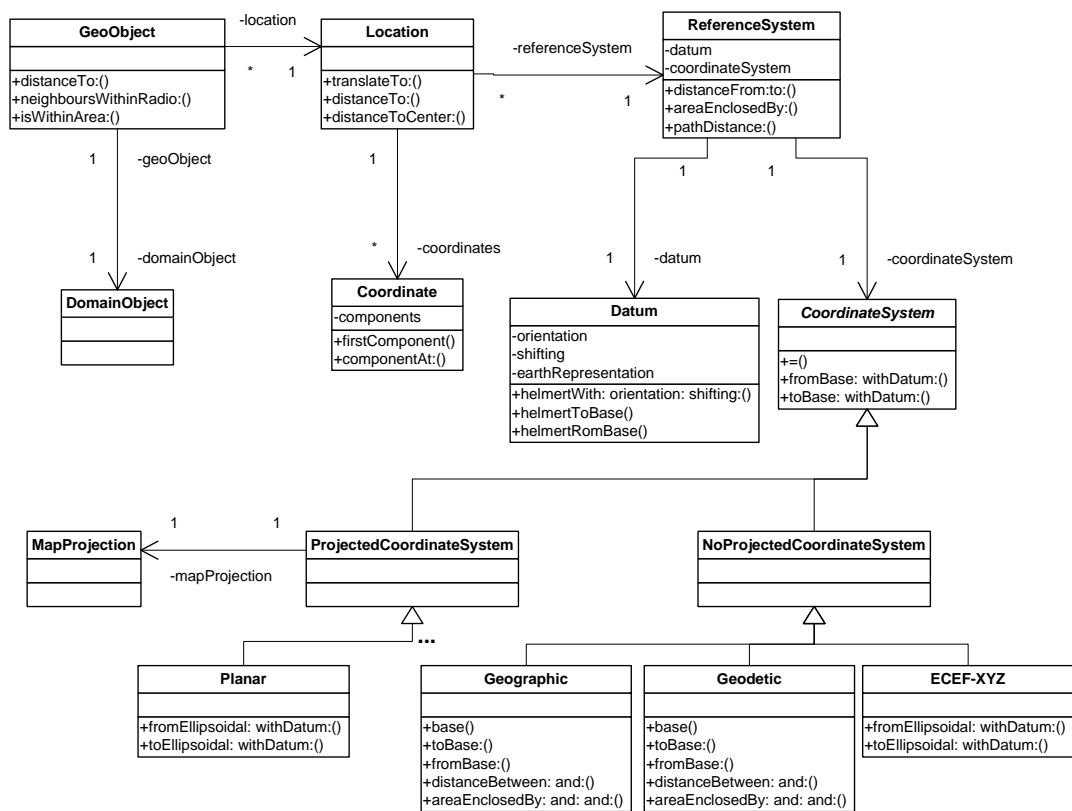 GeoObject
+distanceTo:()
+neighboursWithinRadio:()
+isWithinArea:()
-location
*
1
Location
+translateTo:()
+distanceTo:()
+distanceToCenter:()
-referenceSystem
*
1
ReferenceSystem
-datum
-coordinateSystem
+distanceFrom:to:()
+areaEnclosedBy:()
+pathDistance:()
1
-geoObject
1
-domainObject
DomainObject
1
*
-coordinates
Coordinate
-components
+firstComponent()
+componentAt:()
1
1
1
-datum
1
-coordinateSystem
Datum
-orientation
-shifting
-earthRepresentation
+helmertWith: orientation: shifting:()
+helmertToBase()
+helmertRomBase()
CoordinateSystem
+=()
+fromBase: withDatum:()
+toBase: withDatum:()
MapProjection
1
1
-mapProjection
ProjectedCoordinateSystem
NoProjectedCoordinateSystem
...
Planar
+fromEllipsoidal: withDatum:()
+toEllipsoidal: withDatum:()
Geographic
+base()
+toBase:()
+fromBase:()
+distanceBetween: and:()
+areaEnclosedBy: and: and:()
Geodetic
+base()
+toBase:()
+fromBase:()
+distanceBetween: and:()
+areaEnclosedBy: and: and:()
ECEF-XYZ
+fromEllipsoidal: withDatum:()
+toEllipsoidal: withDatum:()